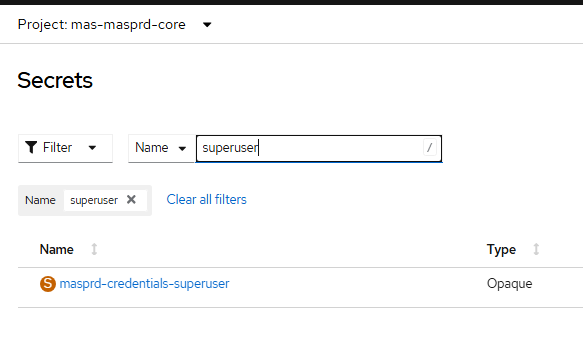 Project: mas-masprd-core
Secrets
Filter Name superuser /
Name superuser Clear all filters
Name Type
S masprd-credentials-superuser Opaque